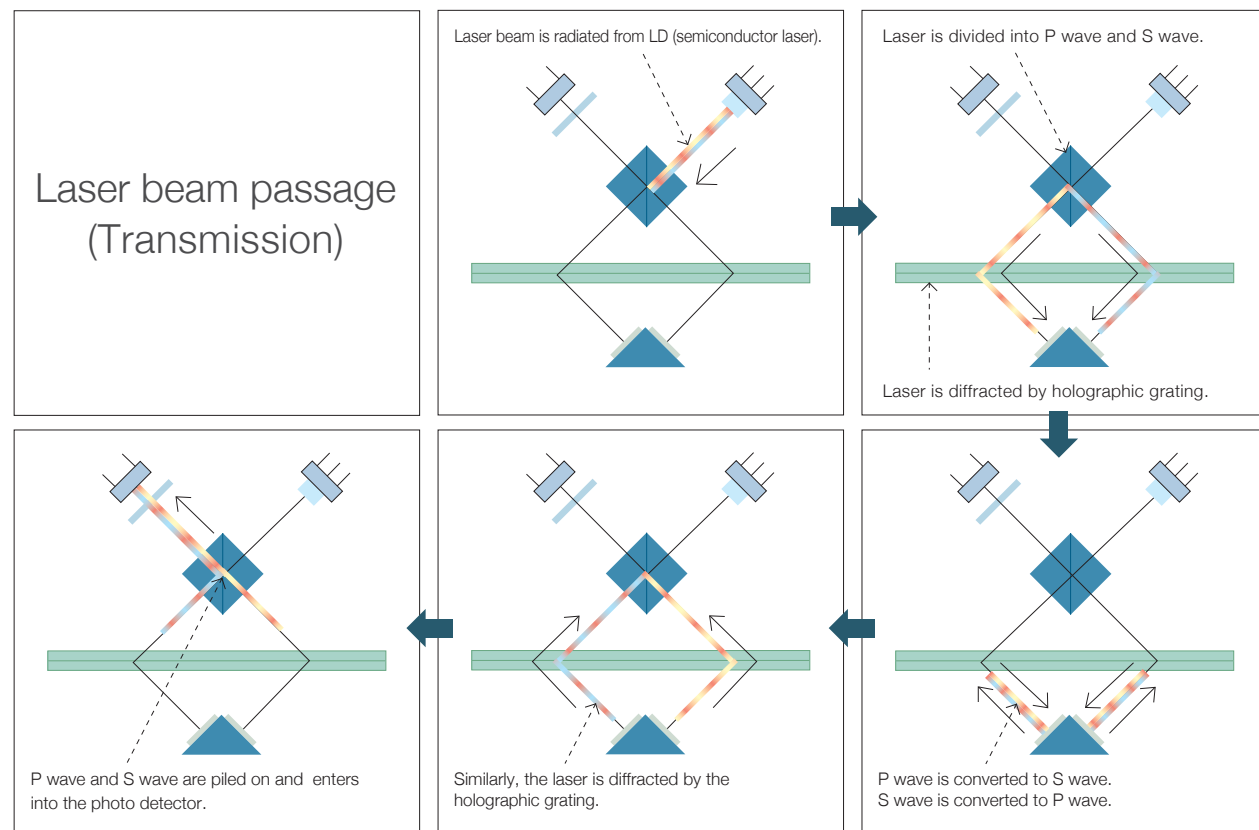 Laser beam passage
(Transmission)
Laser beam is radiated from LD (semiconductor laser).
Laser is divided into P wave and S wave.
Laser is diffracted by holographic grating.
P wave is converted to S wave.
S wave is converted to P wave.
Similarly, the laser is diffracted by the
holographic grating.
P wave and S wave are piled on and enters
into the photo detector.